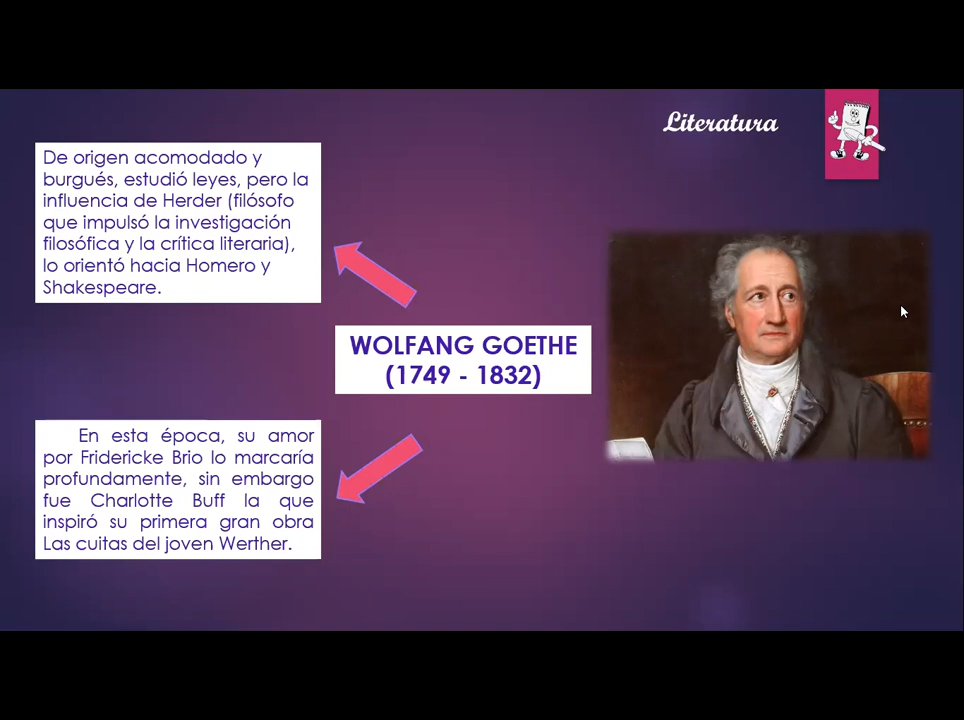 Literatura
De origen acomodado y
burgués, estudió leyes, pero la
influencia de Herder (filósofo
que impulsó la investigación
filosófica y la crítica literaria),
lo orientó hacia Homero y
Shakespeare.
WOLFANG GOETHE
(1749 - 1832)
En esta época, su amor
por Fridericke Brio lo marcaría
profundamente, sin embargo
fue Charlotte Buff la que
inspiró su primera gran obra
Las cuitas del joven Werther.